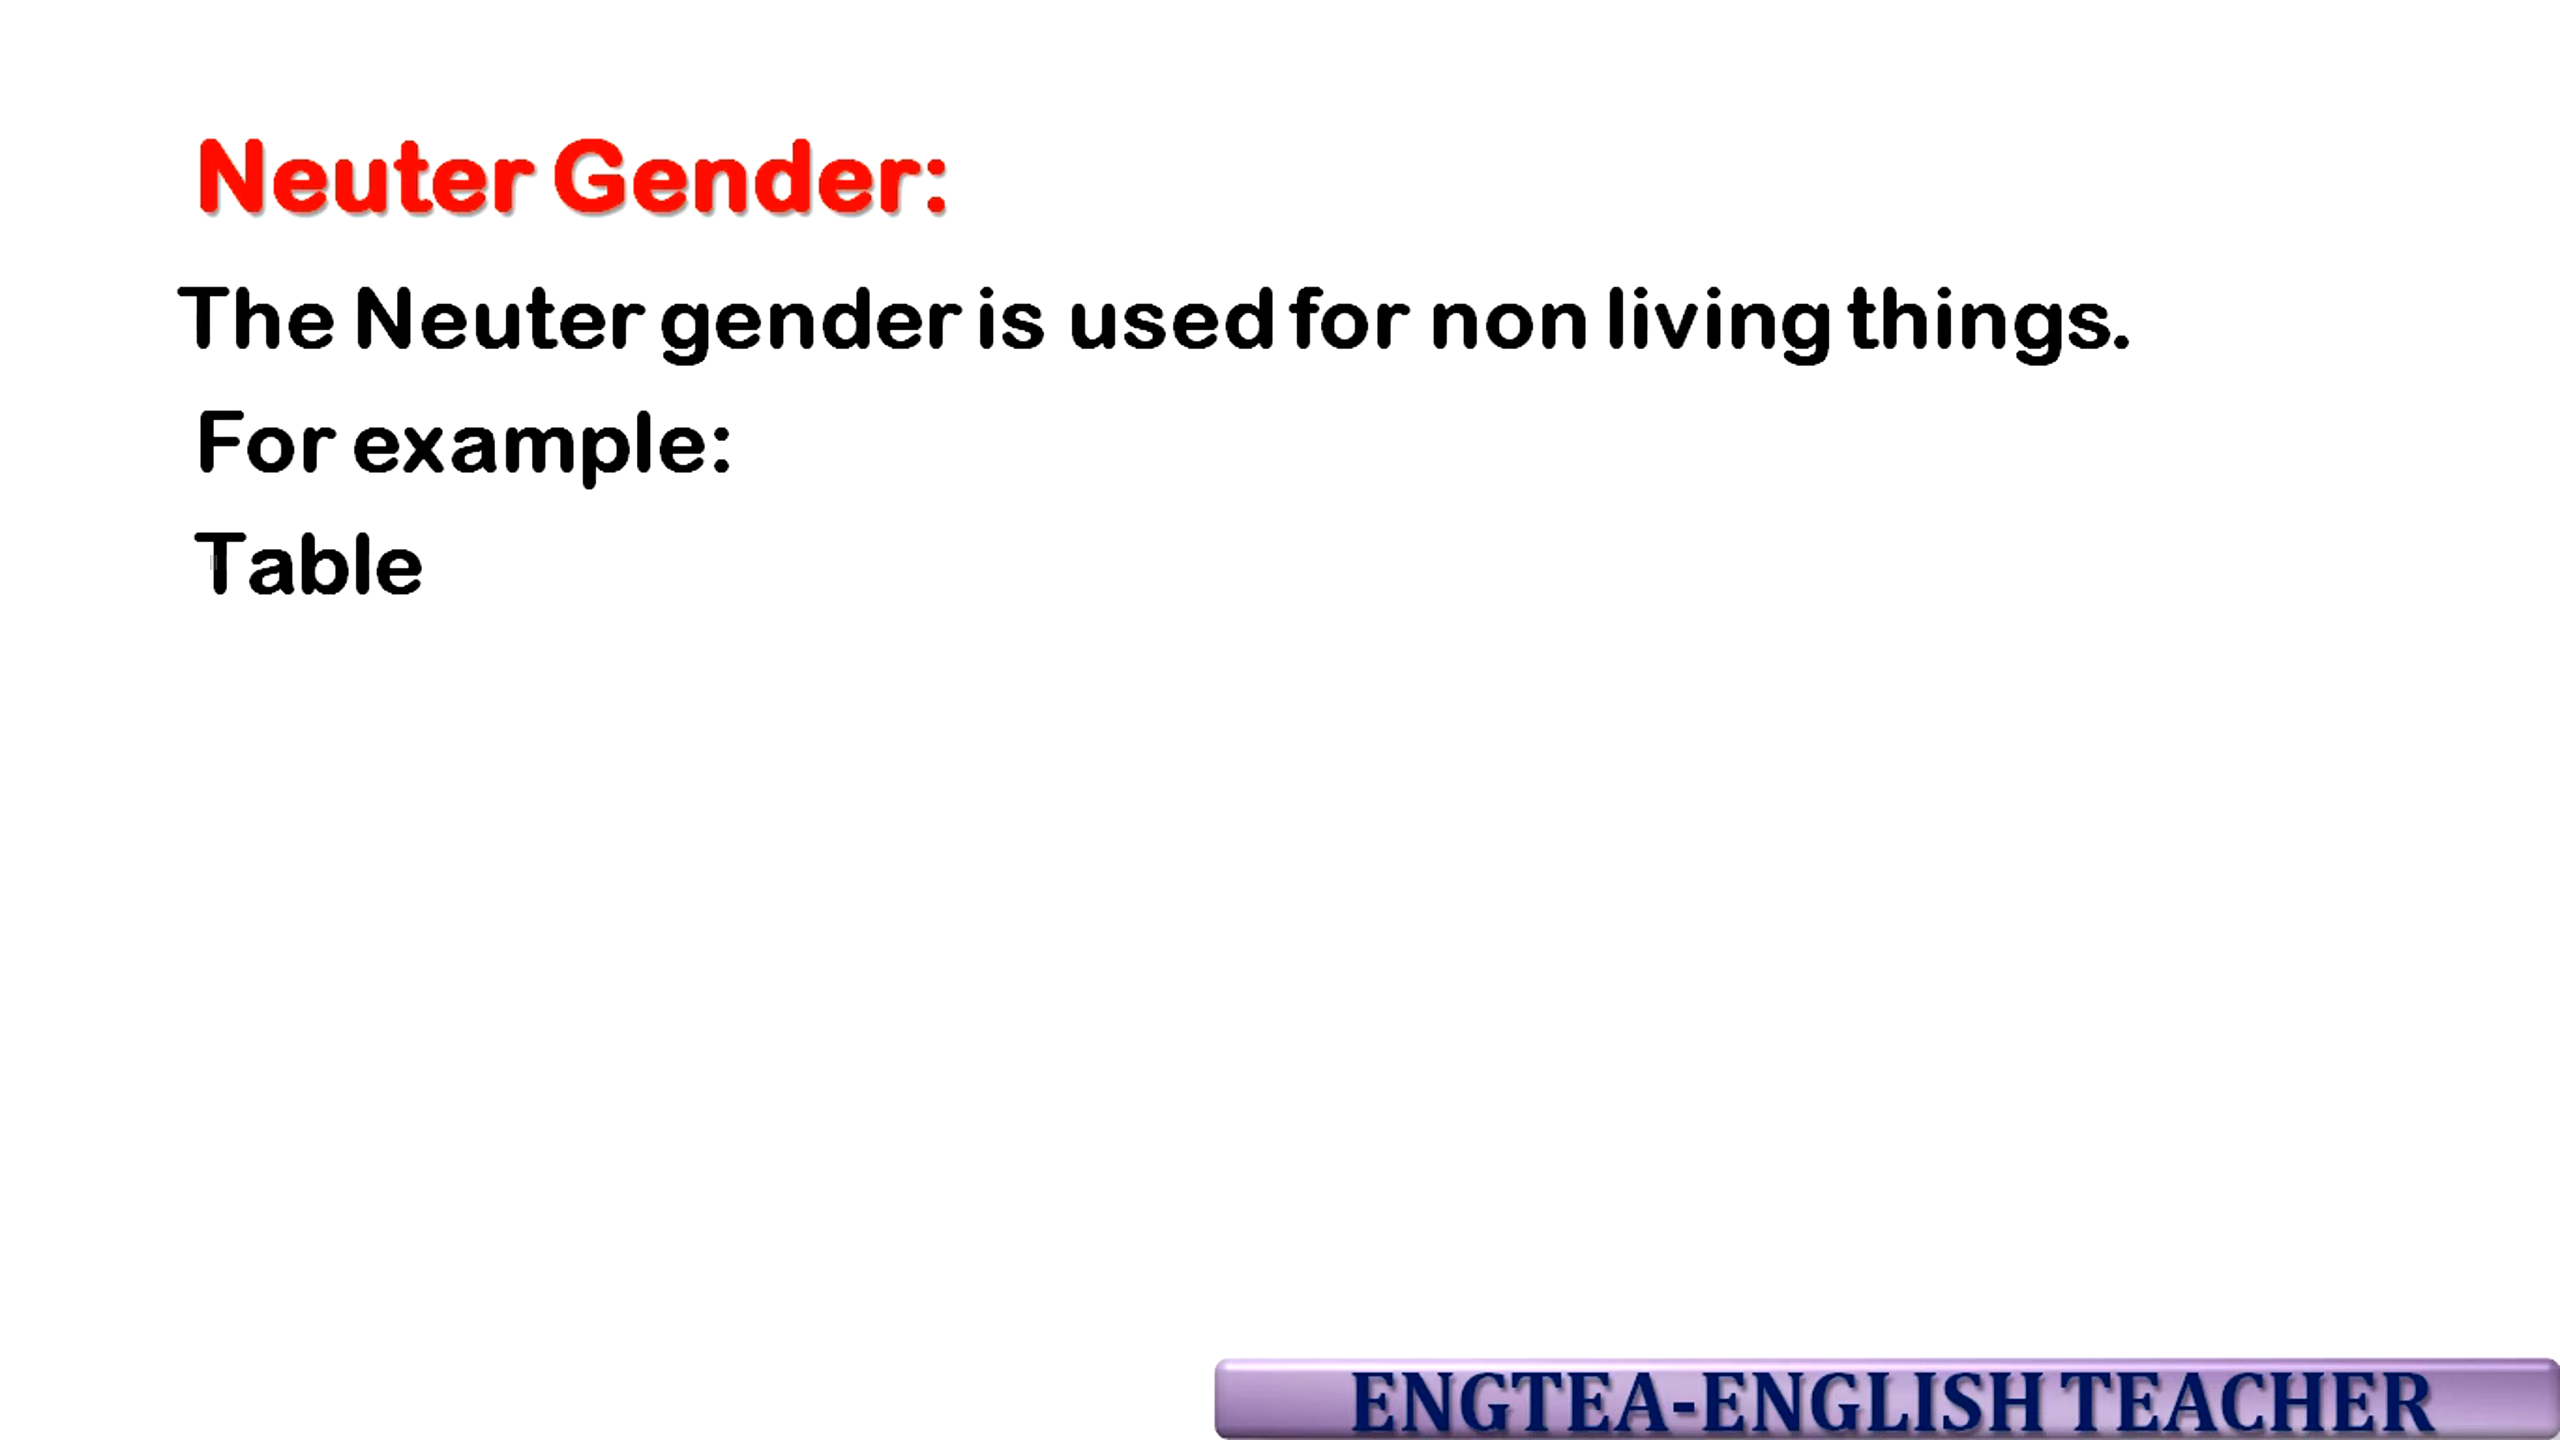 Neuter Gender:
The Neuter gender is used for non living things.
For example:
Table
ENGTEA-ENGLISH TEACHER